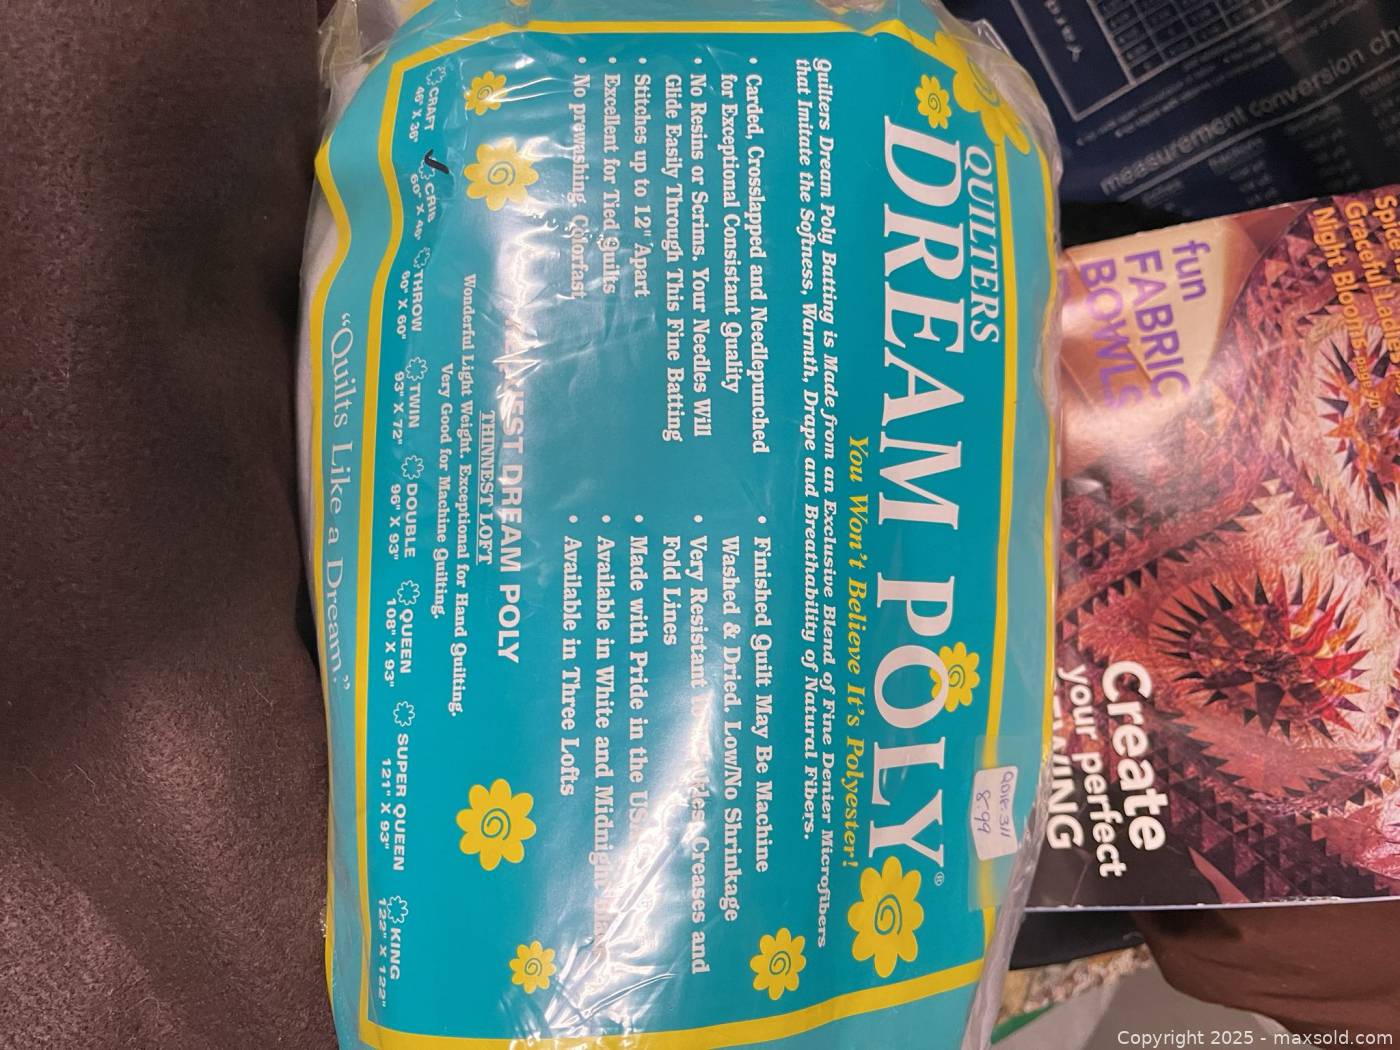 QUILTERS
DREAM POLY®
You Won't Believe It's Polyester!
Quilters Dream Poly Batting is Made from an Exclusive Blend of Fine Denier Microfibers
that Imitate the Softness, Warmth, Drape and Breathability of Natural Fibers.
• Carded, Crosslapped and Needlepunched
for Exceptional Consistant Quality
• No Resins or Scrims, Your Needles Will
Glide Easily Through This Fine Batting
• Stitches up to 12" Apart
• Excellent for Tied Quilts
• No prewashing, Colorfast
• Finished Quilt May Be Machine
Washed & Dried, Low/No Shrinkage
• Very Resistant Creases and
Fold Lines
• Made with Pride in the
• Available in White and Midnight
• Available in Three Lofts
DREAM POLY
THINNEST LOFT
Wonderful Light Weight. Exceptional for Hand Quilting.
Very Good for Machine Quilting.
CRAFT
46" X 36"
CRIB
60" X 46"
THROW
60" X 60"
TWIN
93" X 72"
DOUBLE
96" X 93"
QUEEN
108" X 93"
SUPER QUEEN
121" X 93"
KING
122" X 122"
"Quilts Like a Dream."
8.99
Yards
measurement conversion
fun
FABRIC
BOWLS
Graceful
Night Blooms
Create
your perfect
Copyright 2025 - maxsold.com